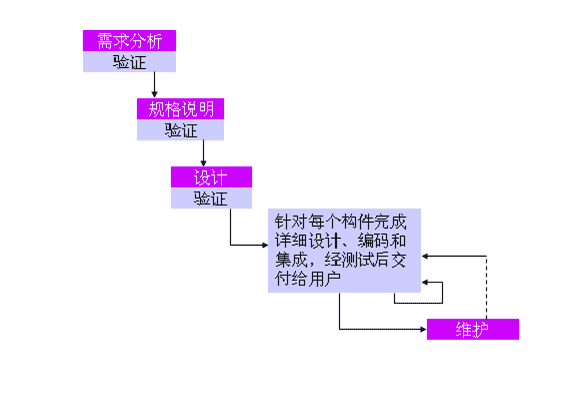 需求分析
验证
规格说明
验证
设计
验证
针对每个构件完成
详细设计、编码和
集成，经测试后交
付给用户
维护